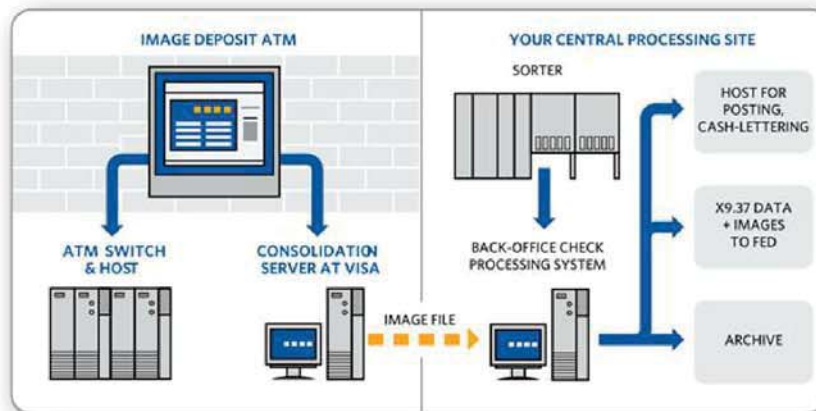 IMAGE DEPOSIT ATM
ATM SWITCH
& HOST
CONSOLIDATION
SERVER AT VISA
IMAGE FILE
YOUR CENTRAL PROCESSING SITE
SORTER
BACK-OFFICE CHECK
PROCESSING SYSTEM
HOST FOR
POSTING,
CASH-LETTERING
X9.37 DATA
+ IMAGES
TO FED
ARCHIVE